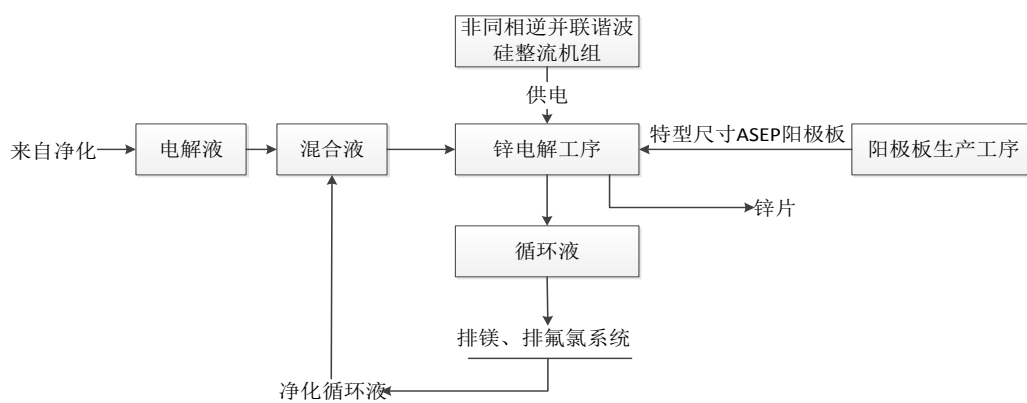 非同相逆并联谐波
硅整流机组
供电
来自净化
电解液
混合液
锌电解工序
特型尺寸ASEP阳极板
阳极板生产工序
锌片
循环液
排镁、排氟氯系统
净化循环液